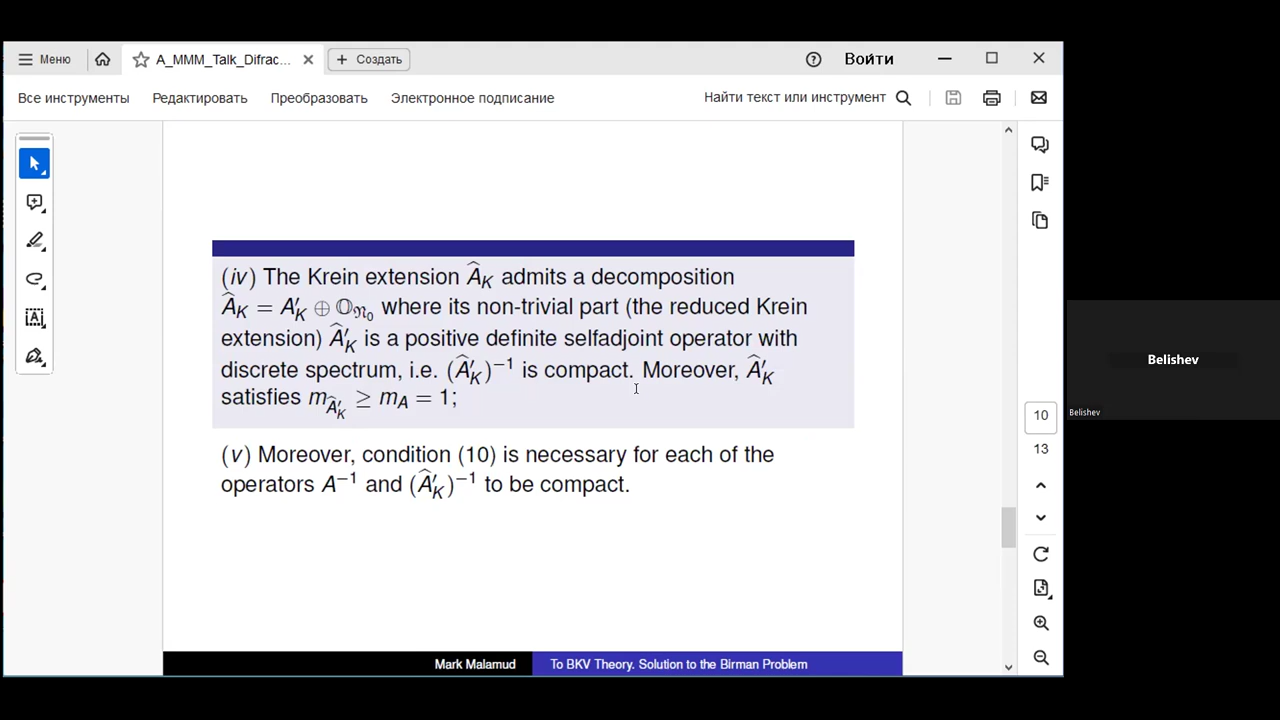 Меню
A_MMM_Talk_Difrac...
Создать
Войти
Все инструменты
Редактировать
Преобразовать
Электронное подписание
Найти текст или инструмент
(iv) The Krein extension Â_K admits a decomposition
Â_K = A′_K ⊕ 𝕆_{𝔑₀} where its non-trivial part (the reduced Krein
extension) Â′_K is a positive definite selfadjoint operator with
discrete spectrum, i.e. (Â′_K)⁻¹ is compact. Moreover, Â′_K
satisfies m_{Â′_K} ≥ m_A = 1;
(v) Moreover, condition (10) is necessary for each of the
operators A⁻¹ and (Â′_K)⁻¹ to be compact.
Mark Malamud
To BKV Theory. Solution to the Birman Problem
10
13
Belishev
Belishev